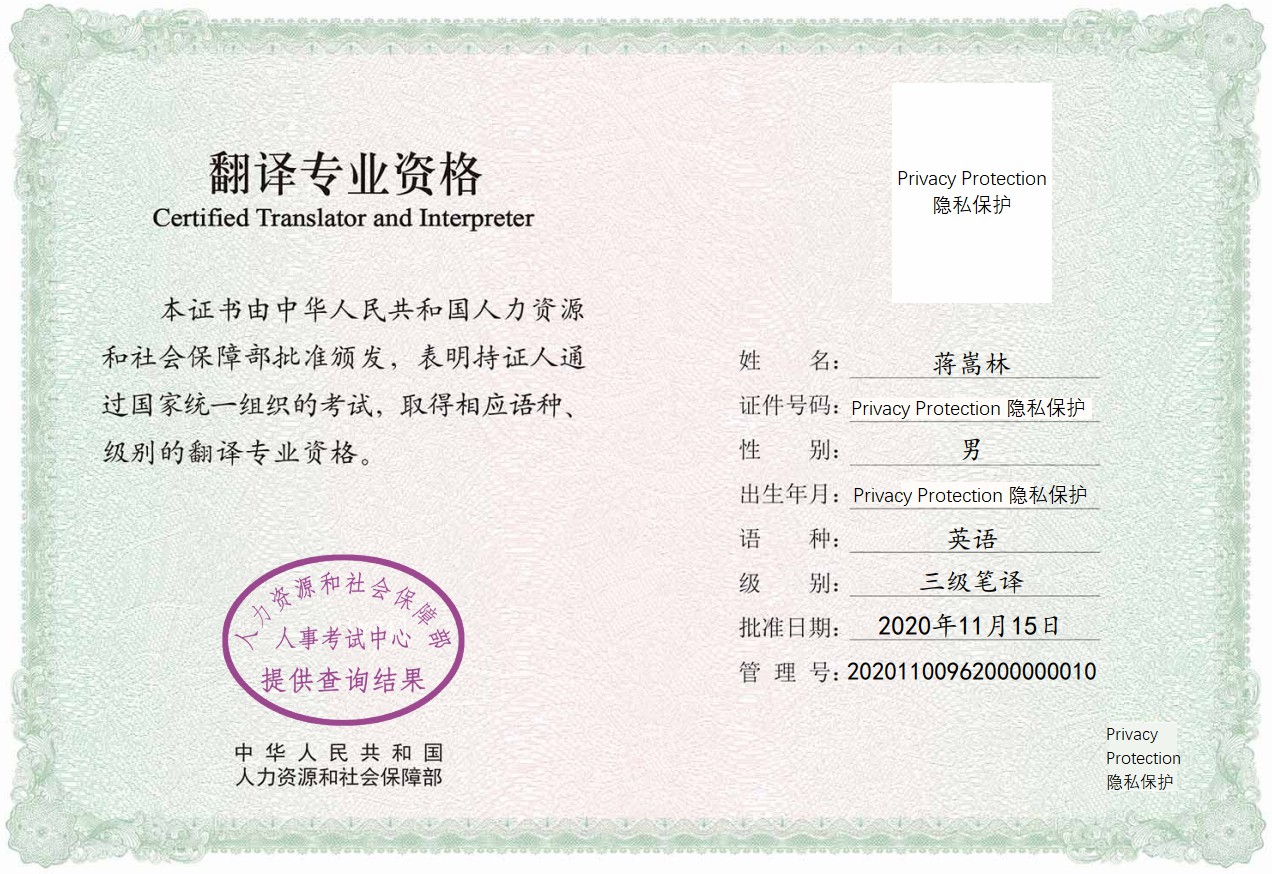 翻译专业资格
Certified Translator and Interpreter
本证书由中华人民共和国人力资源
和社会保障部批准颁发，表明持证人通
过国家统一组织的考试，取得相应语种、
级别的翻译专业资格。
人力资源和社会保障部
人事考试中心
提供查询结果
中华人民共和国
人力资源和社会保障部
Privacy Protection
隐私保护
姓名：蒋嵩林
证件号码：Privacy Protection 隐私保护
性别：男
出生年月：Privacy Protection 隐私保护
语种：英语
级别：三级笔译
批准日期：2020年11月15日
管理号：20201100962000000010
Privacy
Protection
隐私保护